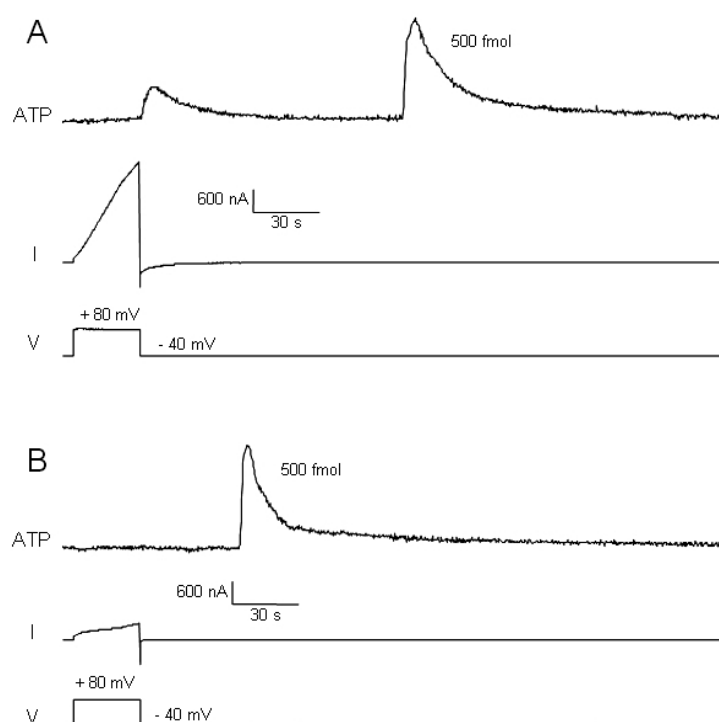 A
500 fmol
ATP
600 nA
30 s
I
+ 80 mV
V
- 40 mV
B
500 fmol
ATP
600 nA
30 s
I
+ 80 mV
V
- 40 mV